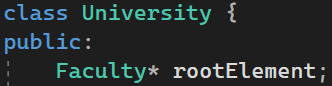 class University {
public:
    Faculty* rootElement;